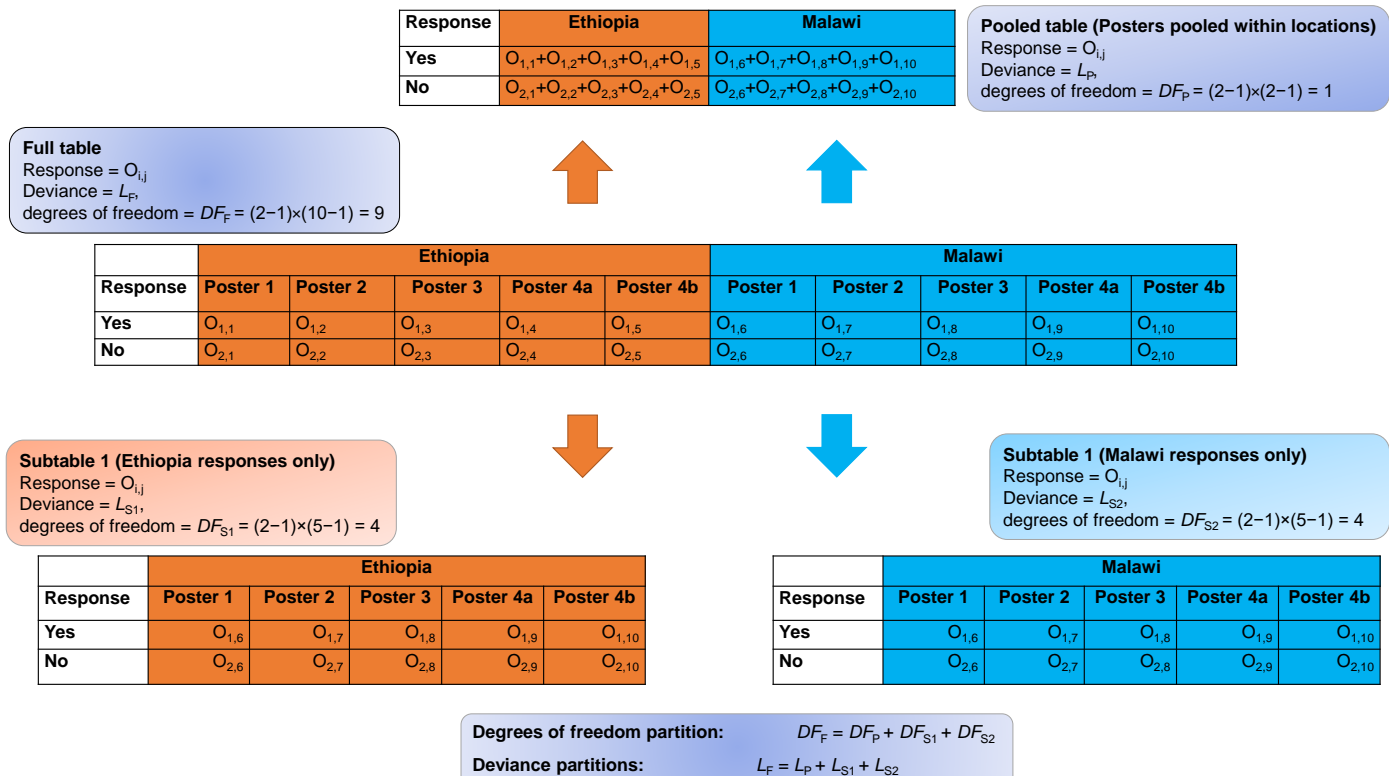 Response Ethiopia Malawi
Yes O1,1+O1,2+O1,3+O1,4+O1,5 O1,6+O1,7+O1,8+O1,9+O1,10
No O2,1+O2,2+O2,3+O2,4+O2,5 O2,6+O2,7+O2,8+O2,9+O2,10
Pooled table (Posters pooled within locations)
Response = Oi,j
Deviance = LP,
degrees of freedom = DFP = (2−1)×(2−1) = 1
Full table
Response = Oi,j
Deviance = LF,
degrees of freedom = DFF = (2−1)×(10−1) = 9
Ethiopia Malawi
Response Poster 1 Poster 2 Poster 3 Poster 4a Poster 4b Poster 1 Poster 2 Poster 3 Poster 4a Poster 4b
Yes O1,1 O1,2 O1,3 O1,4 O1,5 O1,6 O1,7 O1,8 O1,9 O1,10
No O2,1 O2,2 O2,3 O2,4 O2,5 O2,6 O2,7 O2,8 O2,9 O2,10
Subtable 1 (Ethiopia responses only)
Response = Oi,j
Deviance = LS1,
degrees of freedom = DFS1 = (2−1)×(5−1) = 4
Subtable 1 (Malawi responses only)
Response = Oi,j
Deviance = LS2,
degrees of freedom = DFS2 = (2−1)×(5−1) = 4
Ethiopia
Response Poster 1 Poster 2 Poster 3 Poster 4a Poster 4b
Yes O1,6 O1,7 O1,8 O1,9 O1,10
No O2,6 O2,7 O2,8 O2,9 O2,10
Malawi
Response Poster 1 Poster 2 Poster 3 Poster 4a Poster 4b
Yes O1,6 O1,7 O1,8 O1,9 O1,10
No O2,6 O2,7 O2,8 O2,9 O2,10
Degrees of freedom partition: DFF = DFP + DFS1 + DFS2
Deviance partitions: LF = LP + LS1 + LS2